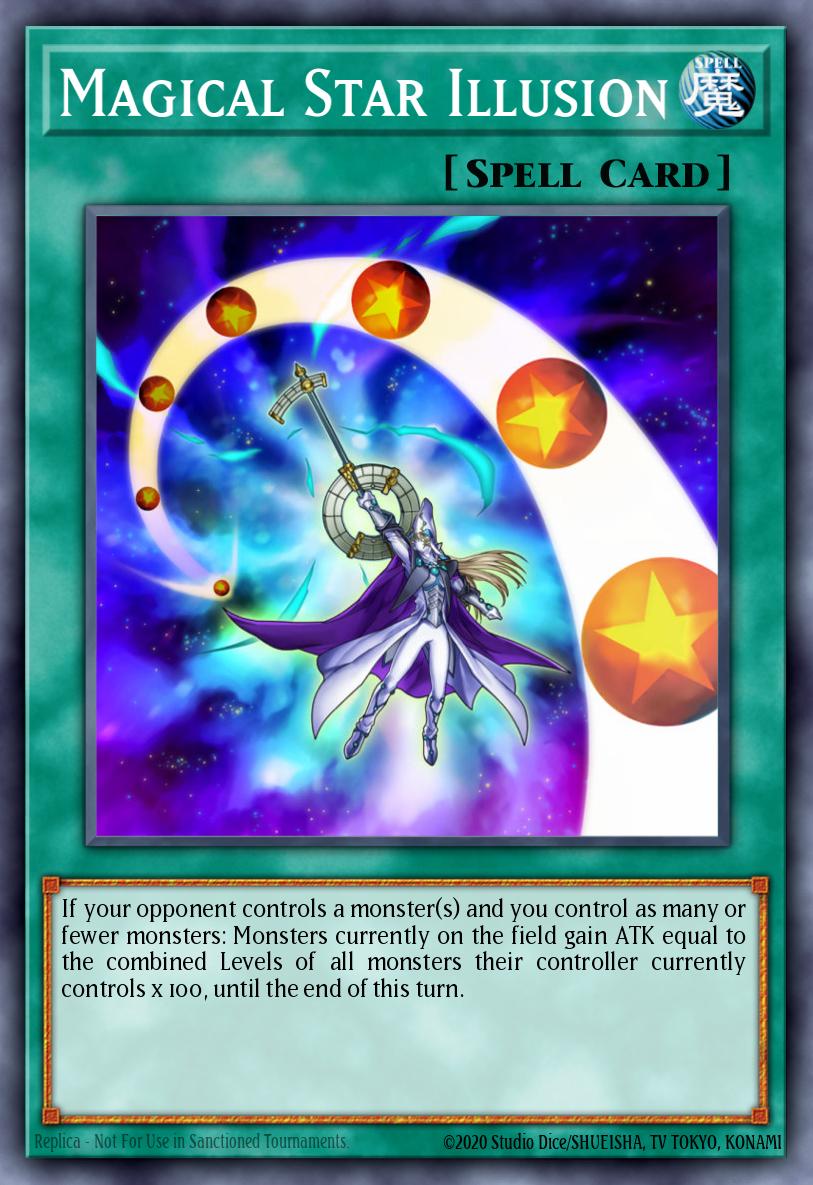 Magical Star Illusion
SPELL
魔
[ Spell Card ]
If your opponent controls a monster(s) and you control as many or
fewer monsters: Monsters currently on the field gain ATK equal to
the combined Levels of all monsters their controller currently
controls x 100, until the end of this turn.
Replica - Not For Use in Sanctioned Tournaments.
©2020 Studio Dice/SHUEISHA, TV TOKYO, KONAMI